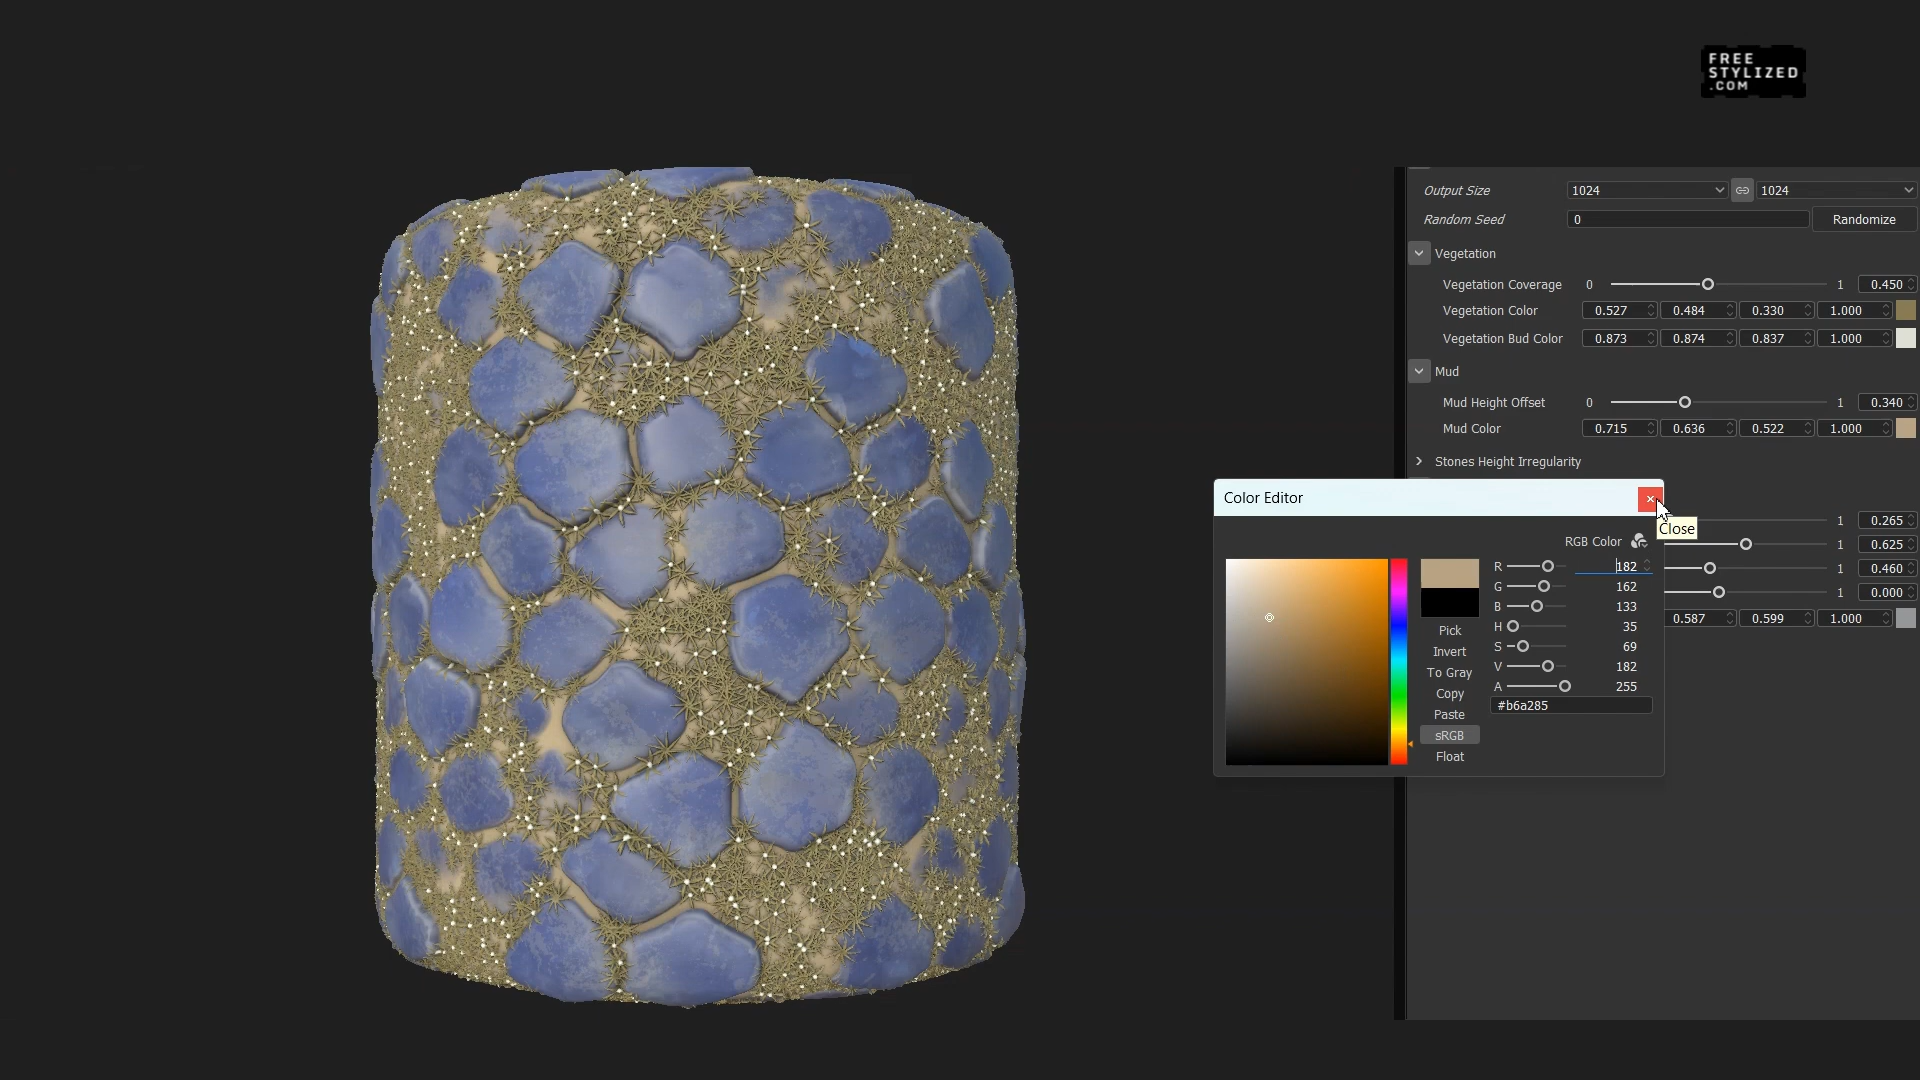 FREE
STYLIZED
.COM
Output Size 1024 1024
Random Seed 0 Randomize
Vegetation
Vegetation Coverage 0 1 0.450
Vegetation Color 0.527 0.484 0.330 1.000
Vegetation Bud Color 0.873 0.874 0.837 1.000
Mud
Mud Height Offset 0 1 0.340
Mud Color 0.715 0.636 0.522 1.000
Stones Height Irregularity
Color Editor
Close
1 0.265
1 0.625
1 0.460
1 0.000
0.587 0.599 1.000
RGB Color
R 182
G 162
B 133
H 35
S 69
V 182
A 255
#b6a285
Pick
Invert
To Gray
Copy
Paste
sRGB
Float